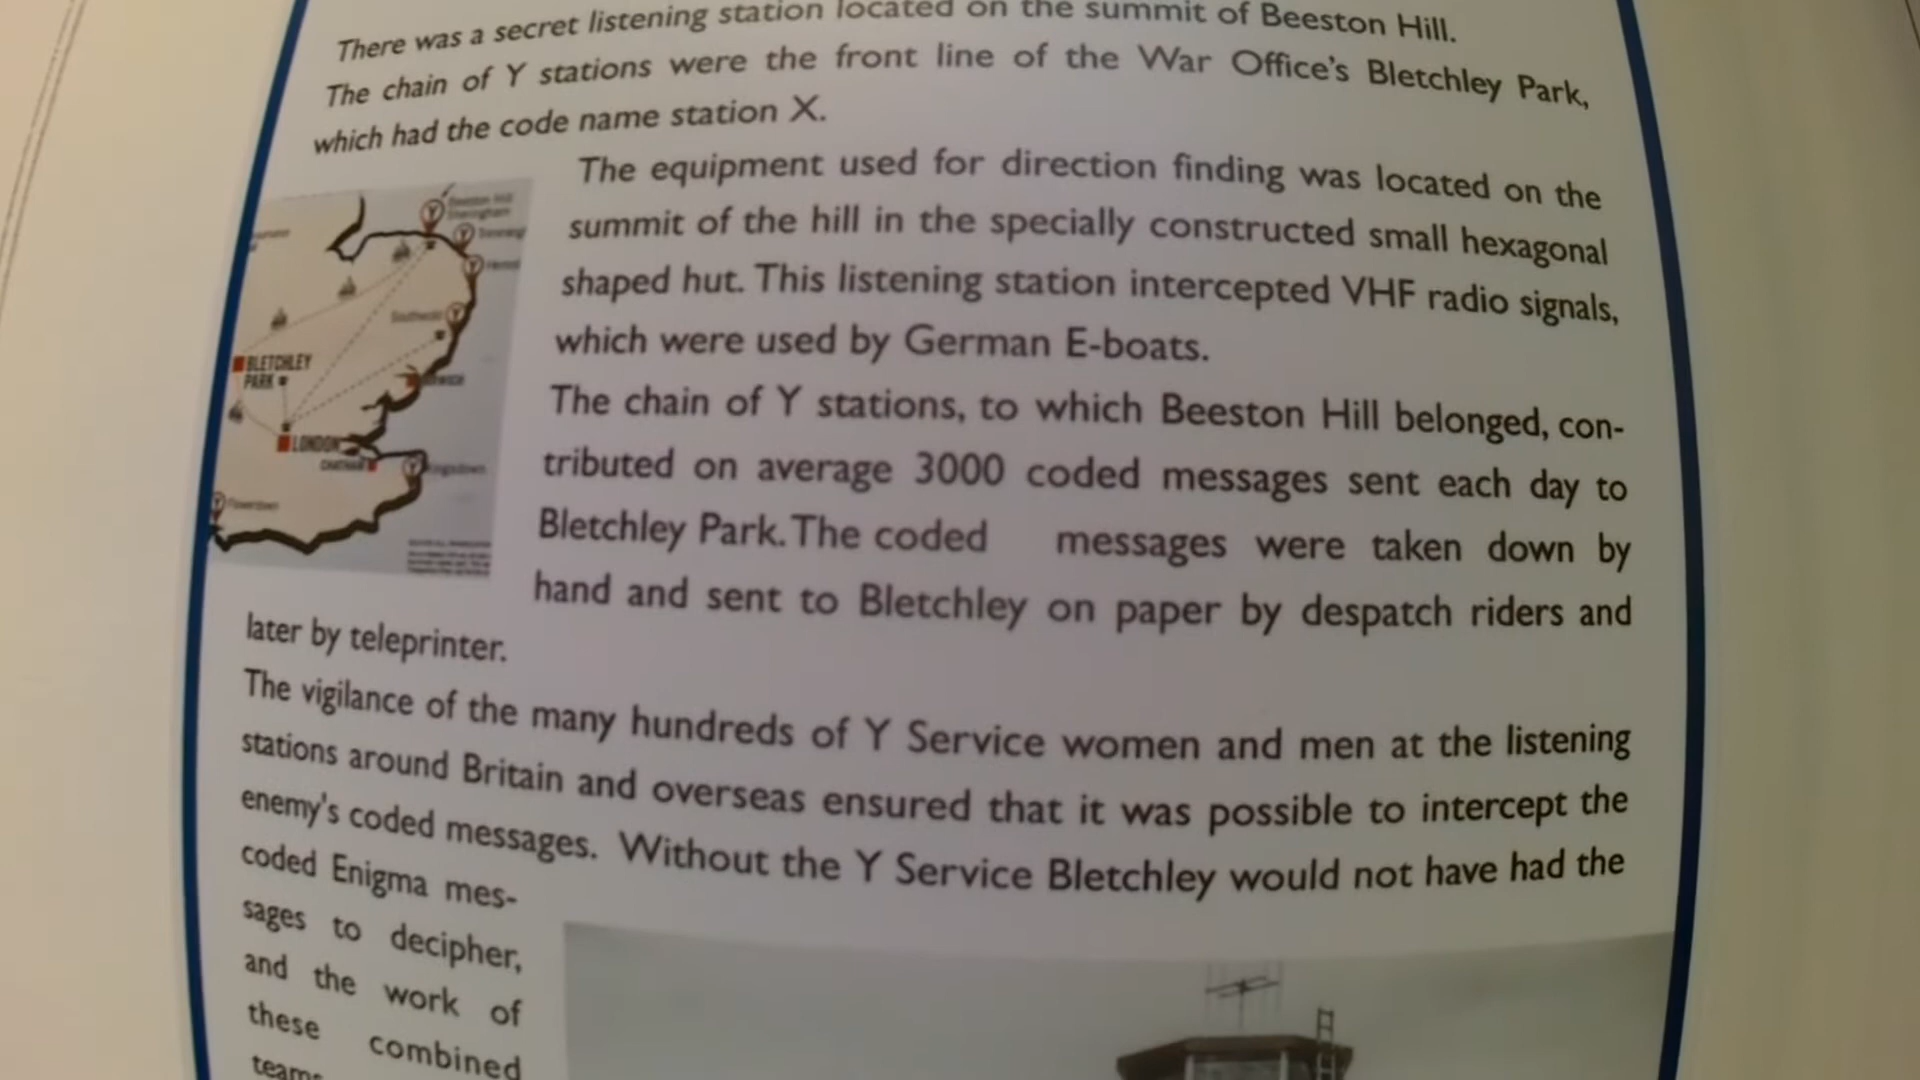 There was a secret listening station located on the summit of Beeston Hill.
The chain of Y stations were the front line of the War Office's Bletchley Park,
which had the code name station X.
The equipment used for direction finding was located on the
summit of the hill in the specially constructed small hexagonal
shaped hut. This listening station intercepted VHF radio signals,
which were used by German E-boats.
The chain of Y stations, to which Beeston Hill belonged, con-
tributed on average 3000 coded messages sent each day to
Bletchley Park. The coded messages were taken down by
hand and sent to Bletchley on paper by despatch riders and
later by teleprinter.
The vigilance of the many hundreds of Y Service women and men at the listening
stations around Britain and overseas ensured that it was possible to intercept the
enemy's coded messages. Without the Y Service Bletchley would not have had the
coded Enigma mes-
sages to decipher,
and the work of
these combined
teams
Beeston Hill
Sheringham
Y
Y
Y
Southwold Y
BLETCHLEY
PARK
LONDON
CHATHAM
Y Kingsdown
Y Flowerdown